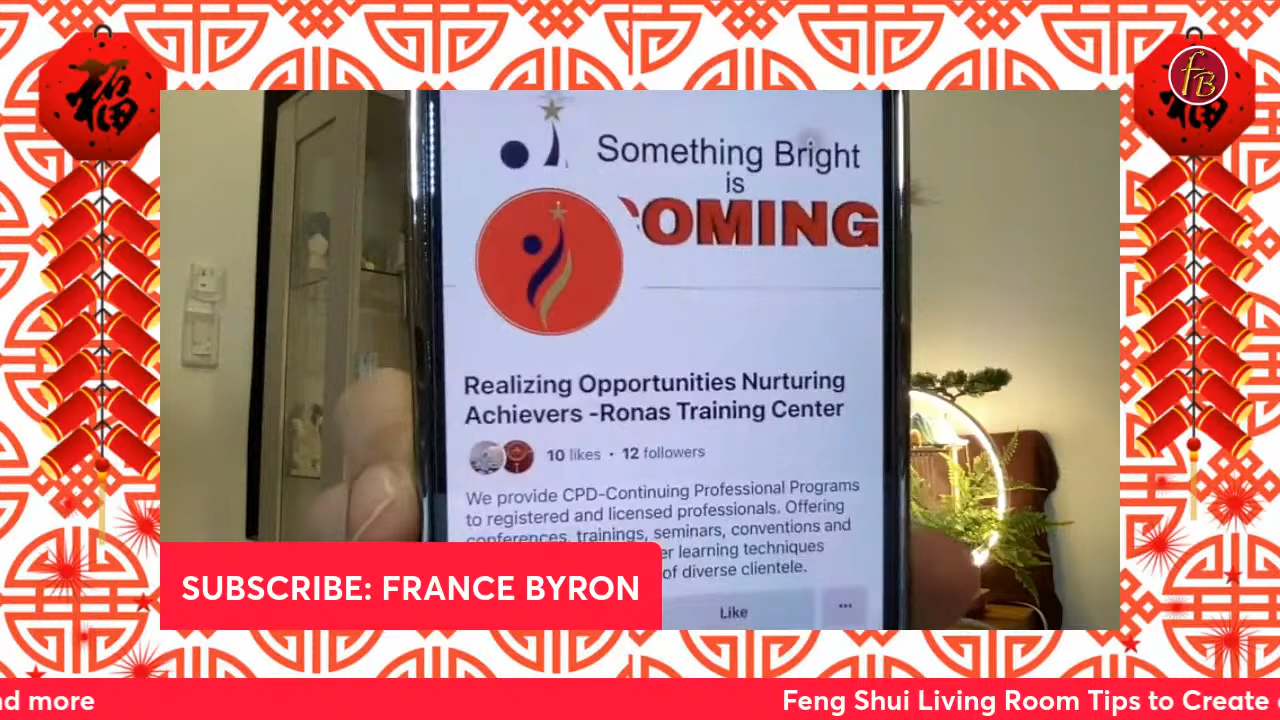 福
福
fB
Something Bright
is
COMING
Realizing Opportunities Nurturing
Achievers -Ronas Training Center
10 likes · 12 followers
We provide CPD-Continuing Professional Programs
to registered and licensed professionals. Offering
conferences, trainings, seminars, conventions and
er learning techniques
of diverse clientele.
Like
SUBSCRIBE: FRANCE BYRON
nd more
Feng Shui Living Room Tips to Create